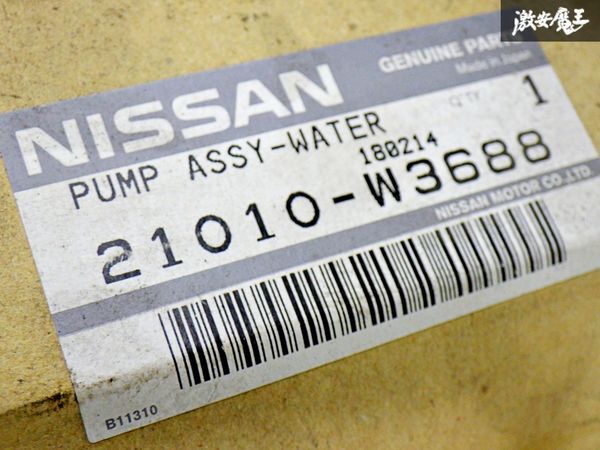 激安魔王
NISSAN
GENUINE PARTS
Made in Japan
Q'TY 1
PUMP ASSY-WATER
180214
21010-W3688
NISSAN MOTOR CO.,LTD.
B11310